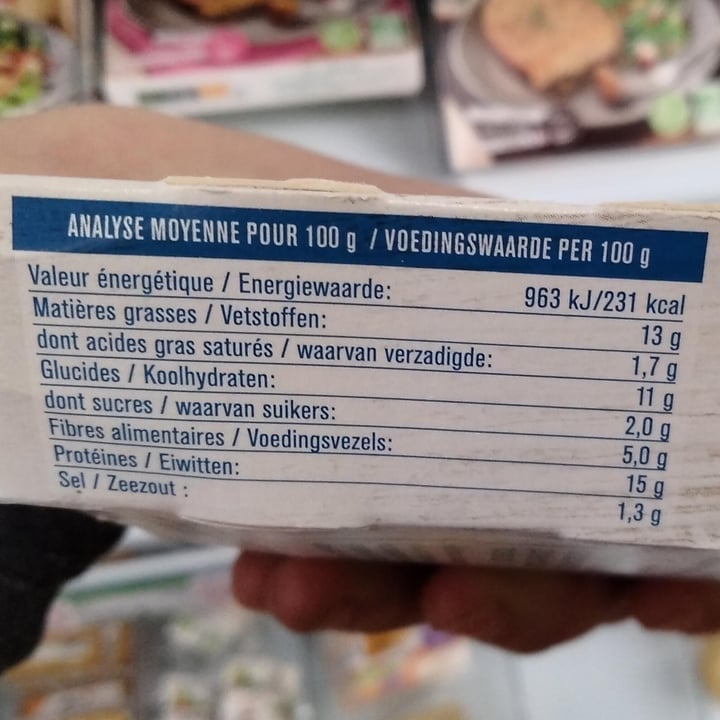 ANALYSE MOYENNE POUR 100 g / VOEDINGSWAARDE PER 100 g
Valeur énergétique / Energiewaarde: 963 kJ/231 kcal
Matières grasses / Vetstoffen: 13 g
dont acides gras saturés / waarvan verzadigde: 1,7 g
Glucides / Koolhydraten: 11 g
dont sucres / waarvan suikers: 2,0 g
Fibres alimentaires / Voedingsvezels: 5,0 g
Protéines / Eiwitten: 15 g
Sel / Zeezout : 1,3 g